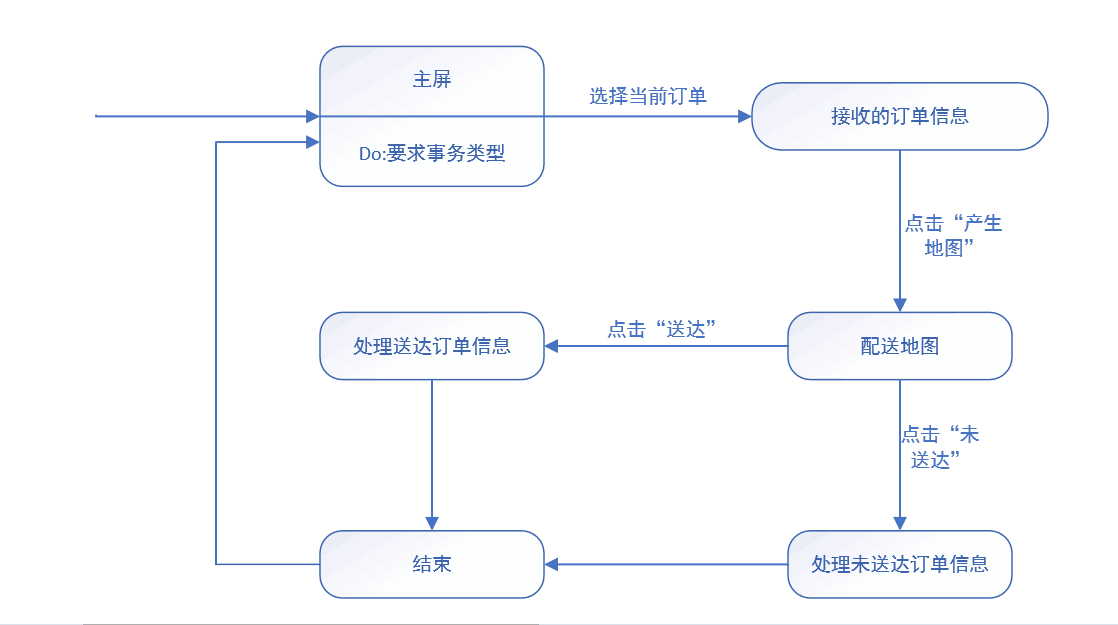 主屏
选择当前订单
接收的订单信息
Do:要求事务类型
点击“产生
地图”
处理送达订单信息
点击“送达”
配送地图
点击“未
送达”
结束
处理未送达订单信息